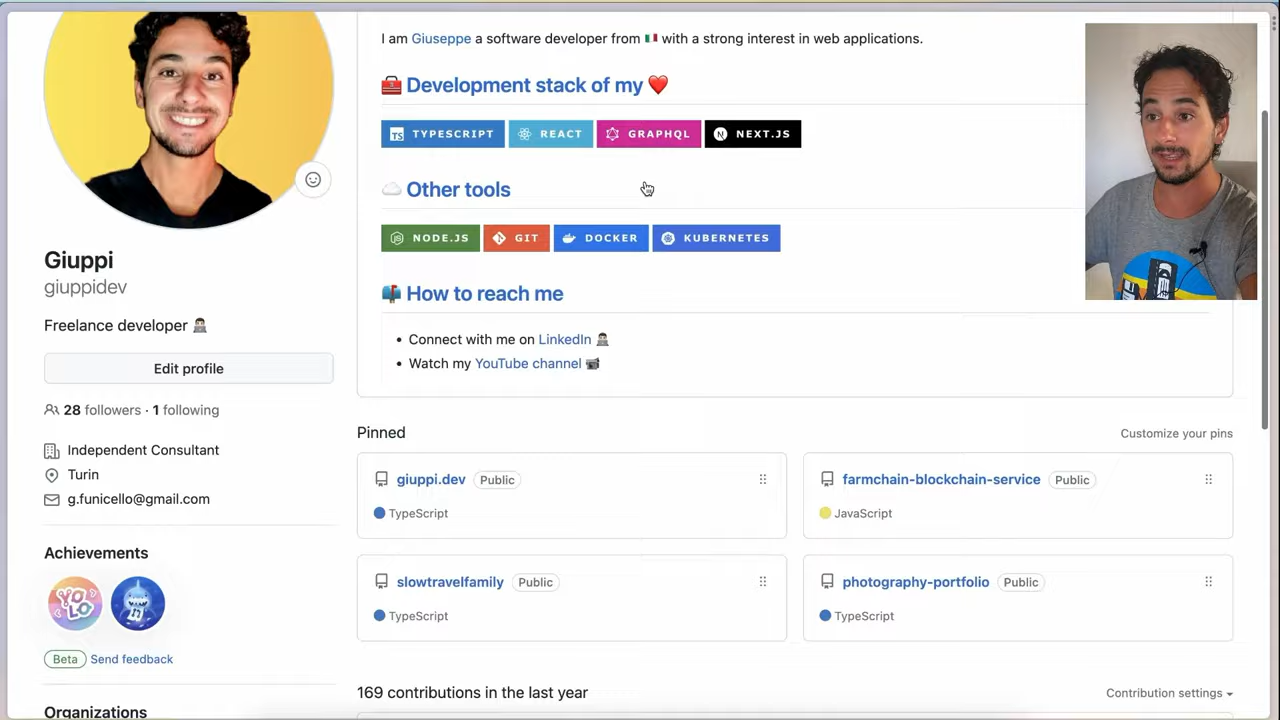 I am Giuseppe a software developer from 🇮🇹 with a strong interest in web applications.
🧰 Development stack of my ❤️
TS TYPESCRIPT REACT GRAPHQL N NEXT.JS
☁️ Other tools
NODE.JS GIT DOCKER KUBERNETES
📫 How to reach me
• Connect with me on LinkedIn 👨🏻‍💻
• Watch my YouTube channel 📹
Giuppi
giuppidev
Freelance developer 👨🏻‍💻
Edit profile
28 followers · 1 following
Independent Consultant
Turin
g.funicello@gmail.com
Achievements
YOLO
Beta Send feedback
Organizations
Pinned
Customize your pins
giuppi.dev Public
TypeScript
farmchain-blockchain-service Public
JavaScript
slowtravelfamily Public
TypeScript
photography-portfolio Public
TypeScript
169 contributions in the last year
Contribution settings